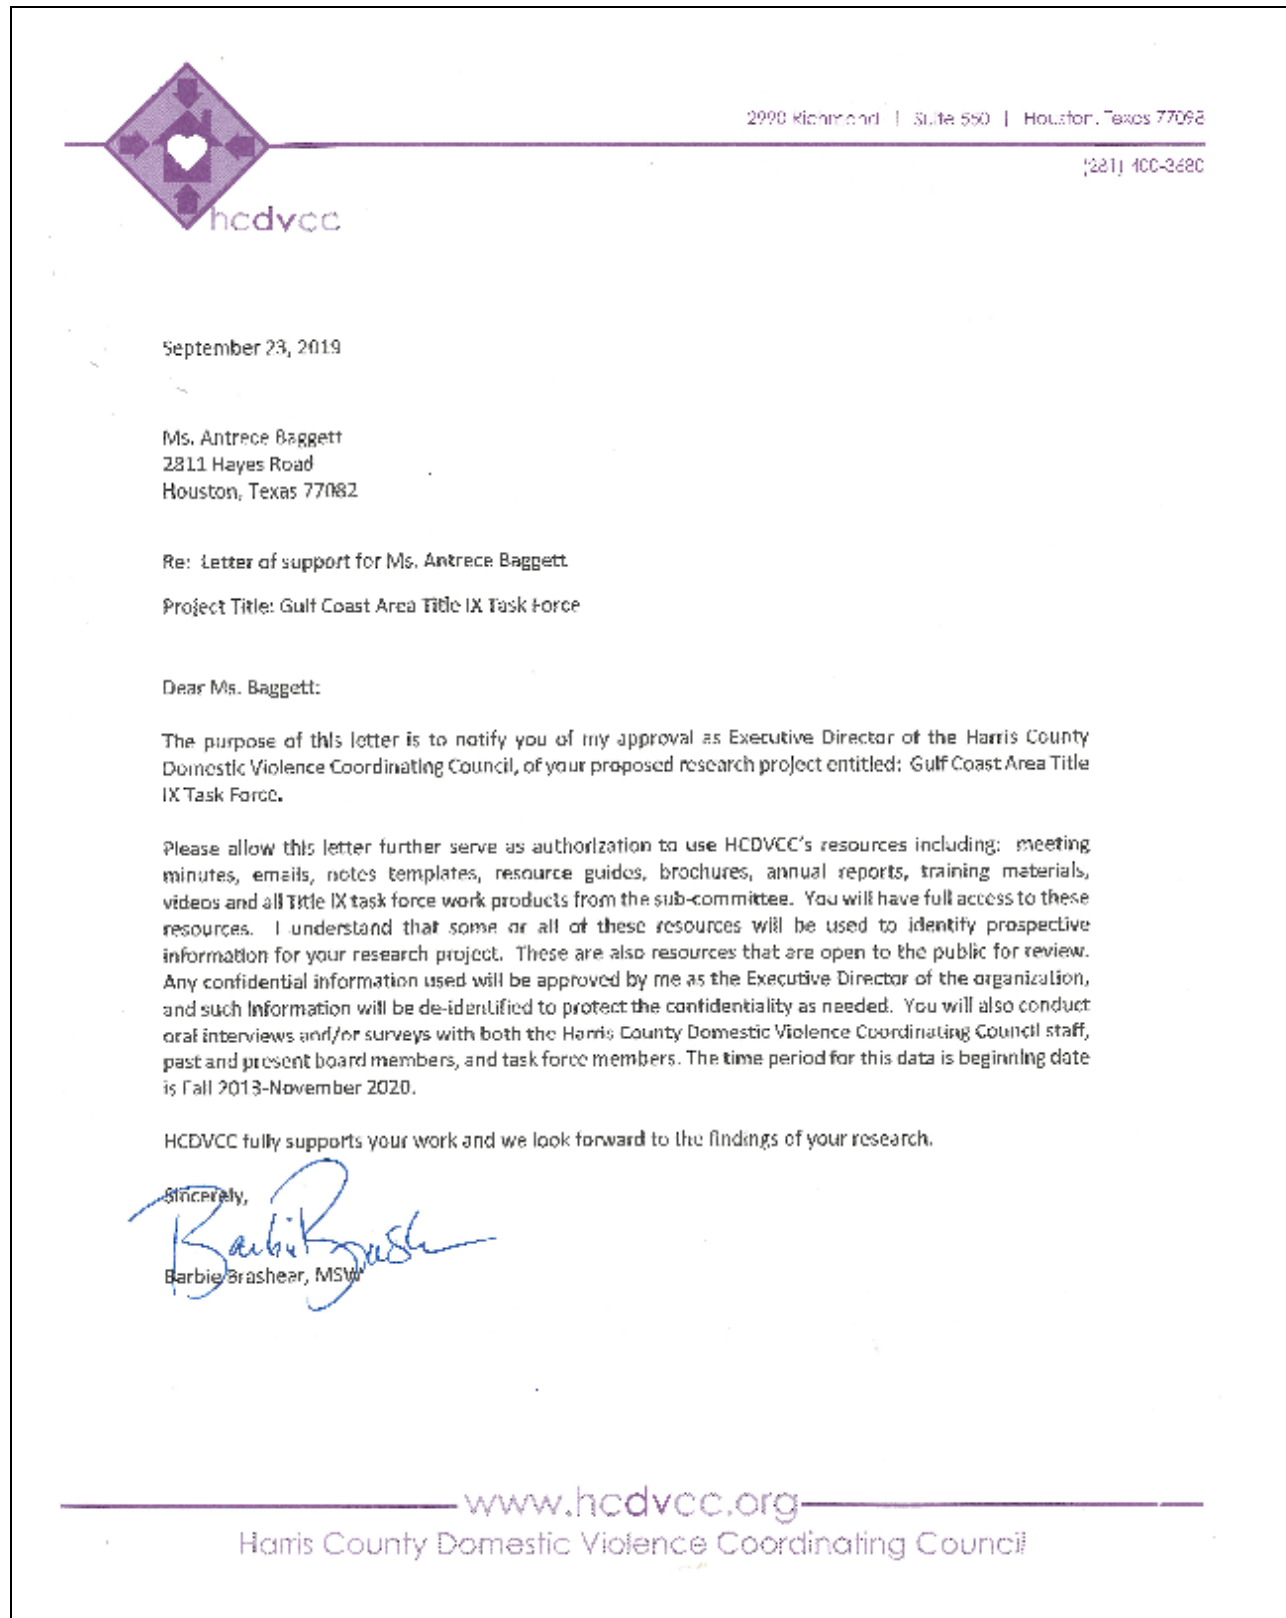 2990 Richmond | Suite 550 | Houston, Texas 77098
(281) 400-3680
hcdvcc
September 23, 2019
Ms. Antrece Baggett
2811 Hayes Road
Houston, Texas 77082
Re: Letter of support for Ms. Antrece Baggett
Project Title: Gulf Coast Area Title IX Task Force
Dear Ms. Baggett:
The purpose of this letter is to notify you of my approval as Executive Director of the Harris County
Domestic Violence Coordinating Council, of your proposed research project entitled: Gulf Coast Area Title
IX Task Force.
Please allow this letter further serve as authorization to use HCDVCC's resources including: meeting
minutes, emails, notes templates, resource guides, brochures, annual reports, training materials,
videos and all Title IX task force work products from the sub-committee. You will have full access to these
resources. I understand that some or all of these resources will be used to identify prospective
information for your research project. These are also resources that are open to the public for review.
Any confidential information used will be approved by me as the Executive Director of the organization,
and such information will be de-identified to protect the confidentiality as needed. You will also conduct
oral interviews and/or surveys with both the Harris County Domestic Violence Coordinating Council staff,
past and present board members, and task force members. The time period for this data is beginning date
is Fall 2013-November 2020.
HCDVCC fully supports your work and we look forward to the findings of your research.
Sincerely,
Barbie Brashear, MSW
www.hcdvcc.org
Harris County Domestic Violence Coordinating Council